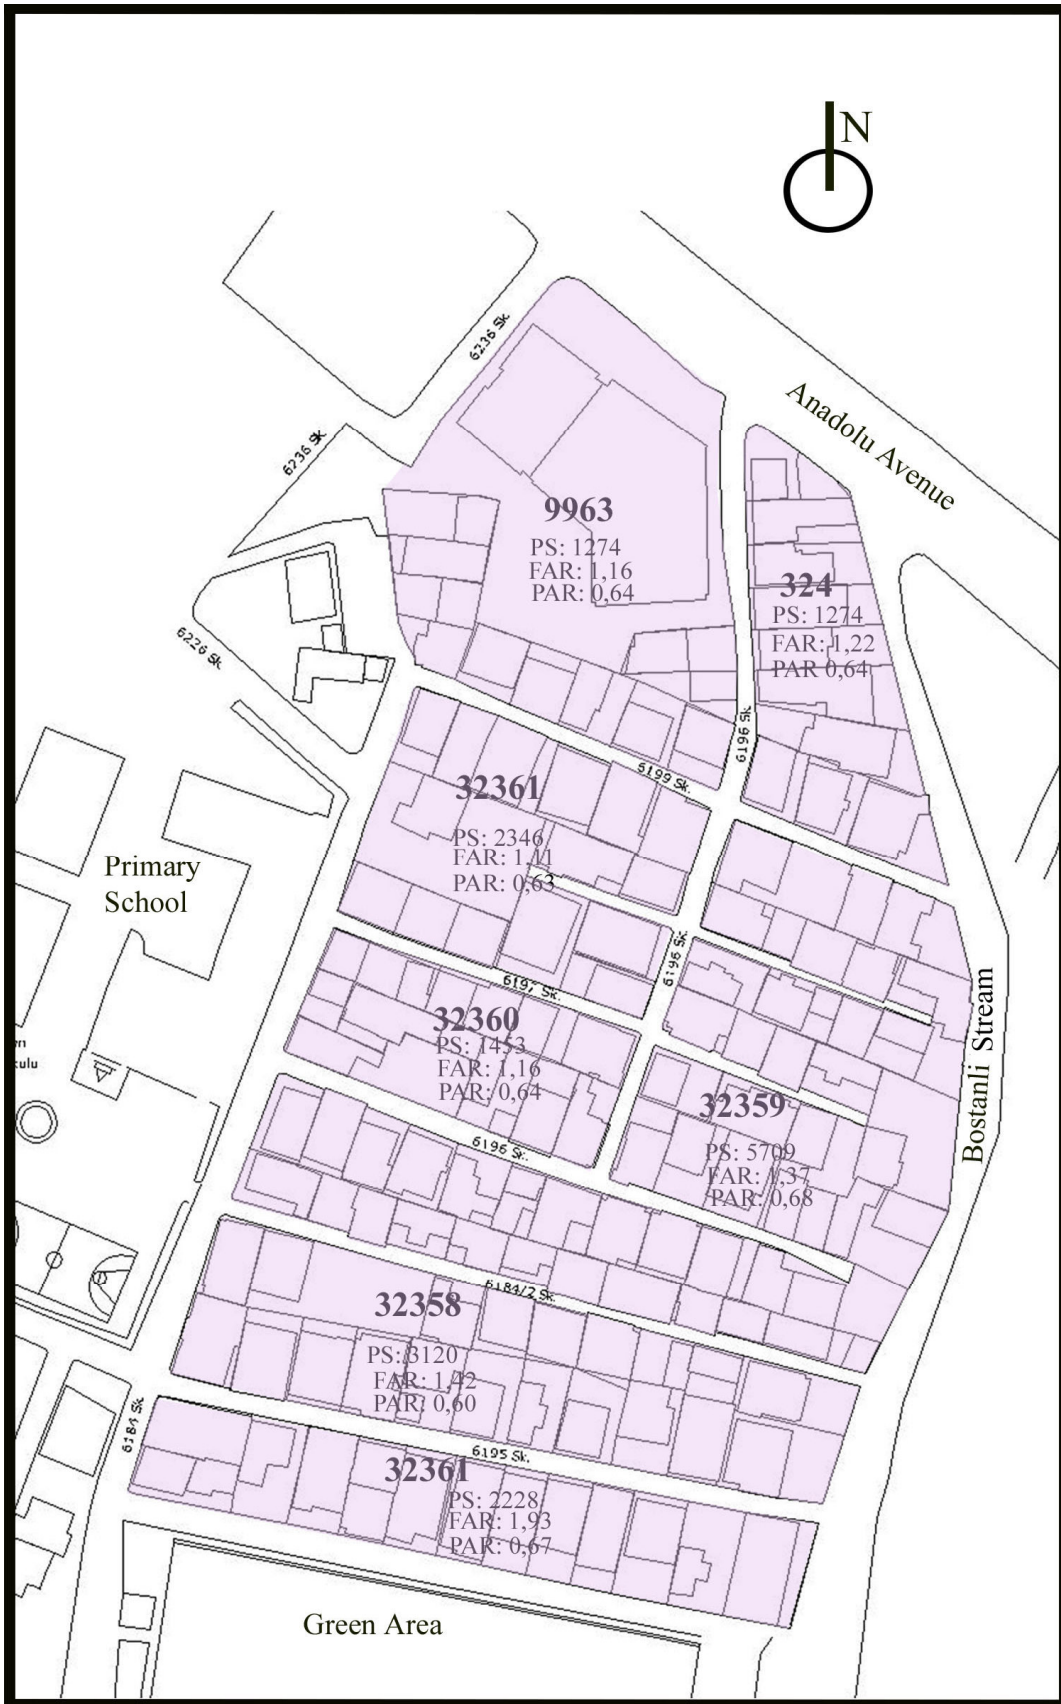 N
6236 Sk.
Anadolu Avenue
6236 Sk.
9963
PS: 1274
FAR: 1,16
PAR: 0,64
324
PS: 1274
FAR: 1,22
PAR 0,64
6226 Sk.
6196 Sk.
6199 Sk.
32361
PS: 2346
FAR: 1,11
PAR: 0,63
Primary
School
6196 Sk.
Bostanli Stream
32360
PS: 1453
FAR: 1,16
PAR: 0,64
32359
PS: 5709
FAR: 1,37
PAR: 0,68
6196 Sk.
6184/2 Sk.
32358
PS: 3120
FAR: 1,42
PAR: 0,60
6184 Sk.
6195 Sk.
32361
PS: 2228
FAR: 1,93
PAR: 0,67
Green Area